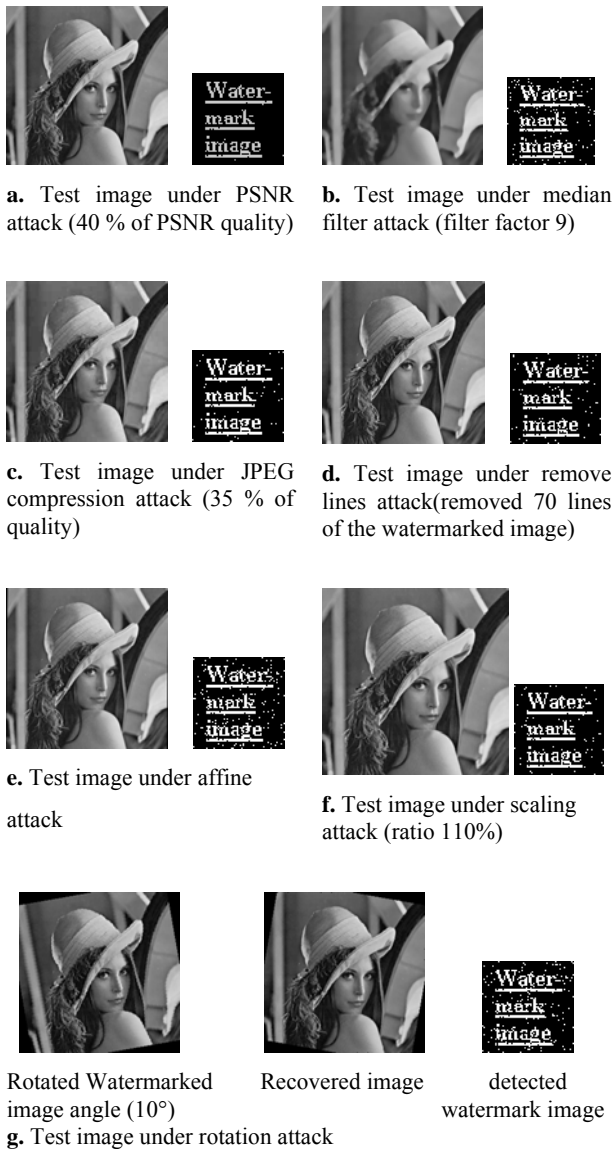 Water-
mark
image
a. Test image under PSNR
attack (40 % of PSNR quality)
Water-
mark
image
b. Test image under median
filter attack (filter factor 9)
Water-
mark
image
c. Test image under JPEG
compression attack (35 % of
quality)
Water-
mark
image
d. Test image under remove
lines attack(removed 70 lines
of the watermarked image)
Water-
mark
image
e. Test image under affine
attack
Water-
mark
image
f. Test image under scaling
attack (ratio 110%)
Water-
mark
image
Rotated Watermarked
image angle (10°)
Recovered image
detected
watermark image
g. Test image under rotation attack